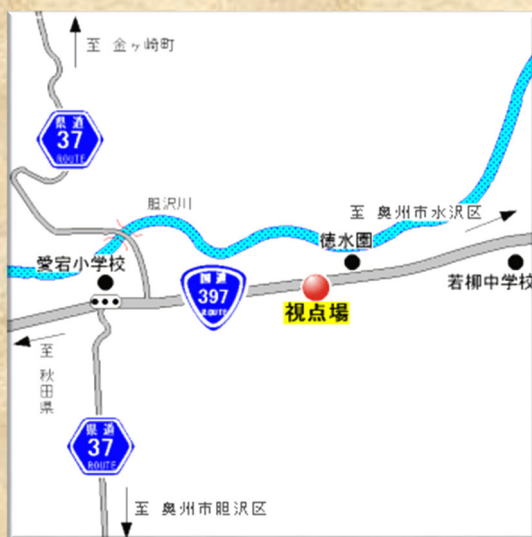 至 金ヶ崎町
県道
37
ROUTE
胆沢川
至 奥州市水沢区
徳水園
愛宕小学校
国道
397
ROUTE
若柳中学校
視点場
至 秋田県
県道
37
ROUTE
至 奥州市胆沢区